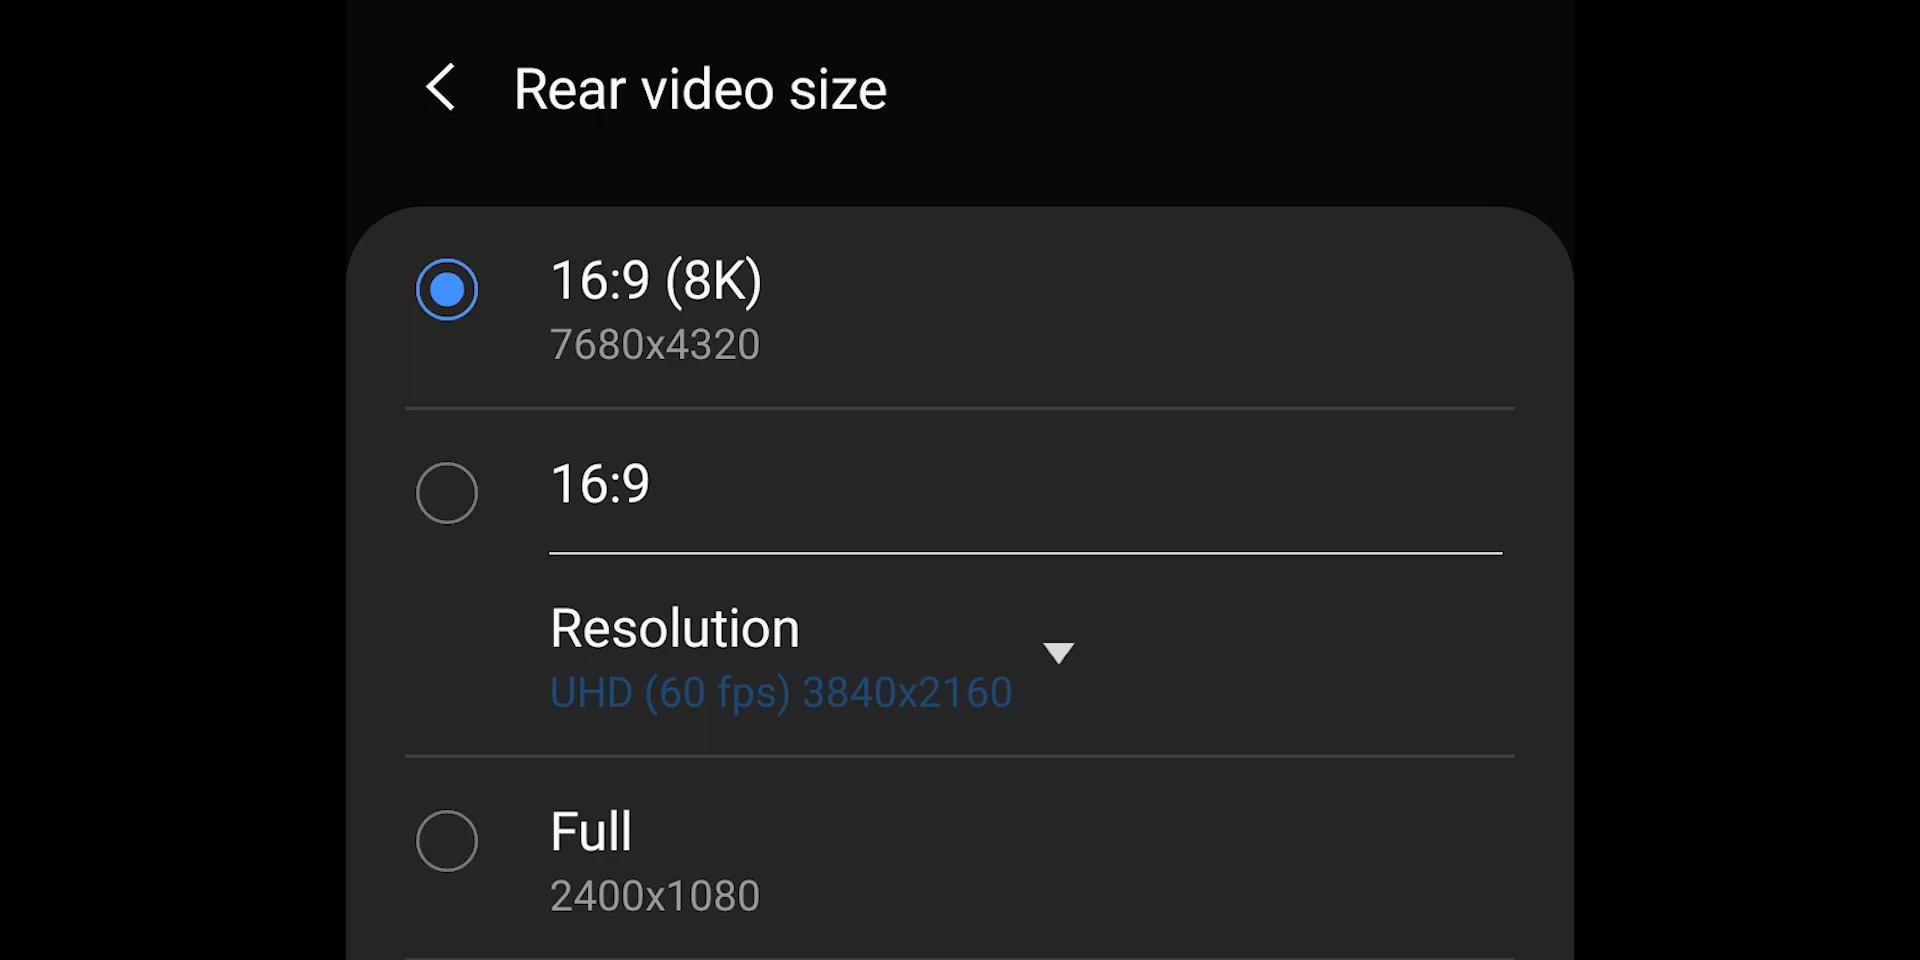 Rear video size
16:9 (8K)
7680x4320
16:9
Resolution
UHD (60 fps) 3840x2160
Full
2400x1080